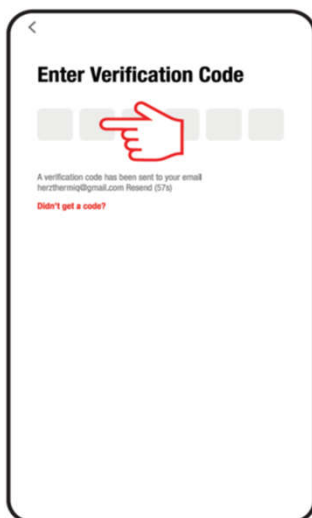 Enter Verification Code
A verification code has been sent to your email
herzthermiq@gmail.com Resend (57s)
Didn't get a code?